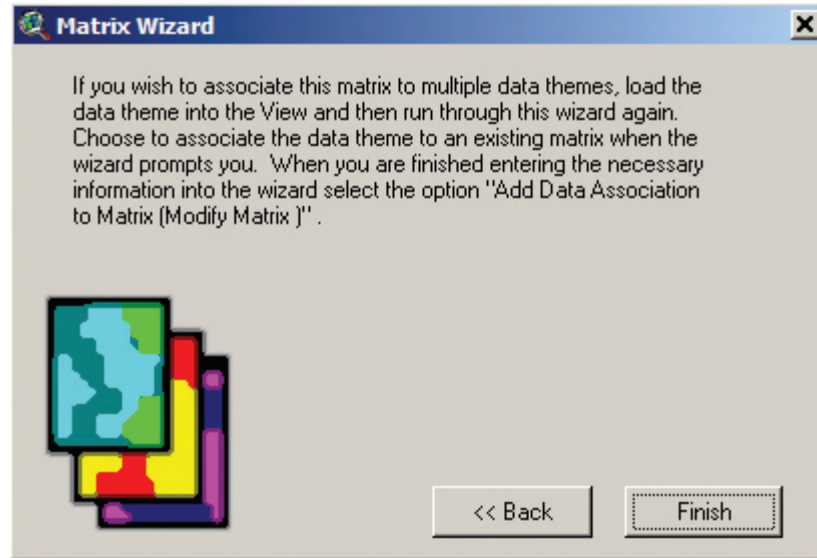 Matrix Wizard
If you wish to associate this matrix to multiple data themes, load the
data theme into the View and then run through this wizard again.
Choose to associate the data theme to an existing matrix when the
wizard prompts you.  When you are finished entering the necessary
information into the wizard select the option "Add Data Association
to Matrix (Modify Matrix )" .
<< Back
Finish